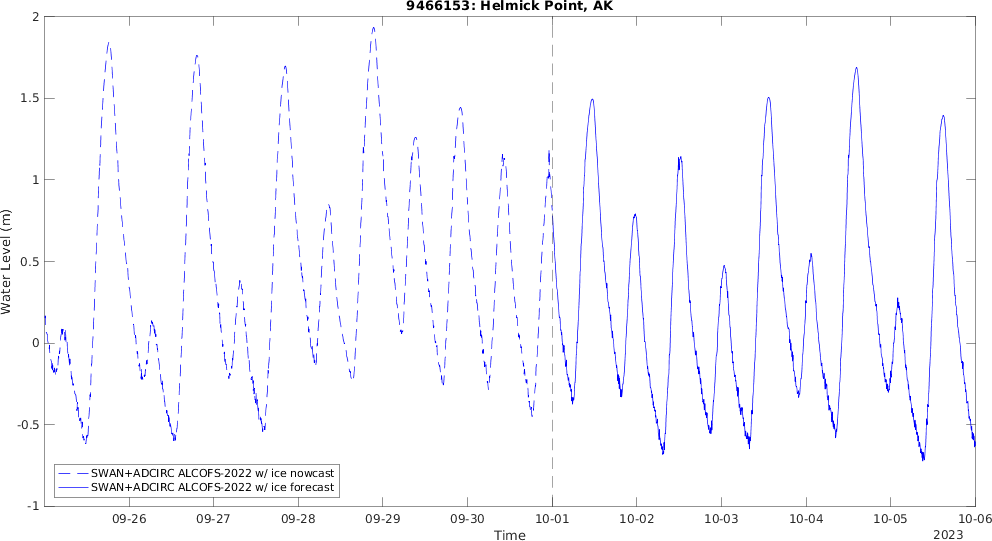 9466153: Helmick Point, AK
2
1.5
1
0.5
0
-0.5
-1
Water Level (m)
SWAN+ADCIRC ALCOFS-2022 w/ ice nowcast
SWAN+ADCIRC ALCOFS-2022 w/ ice forecast
09-26 09-27 09-28 09-29 09-30 10-01 10-02 10-03 10-04 10-05 10-06
Time
2023